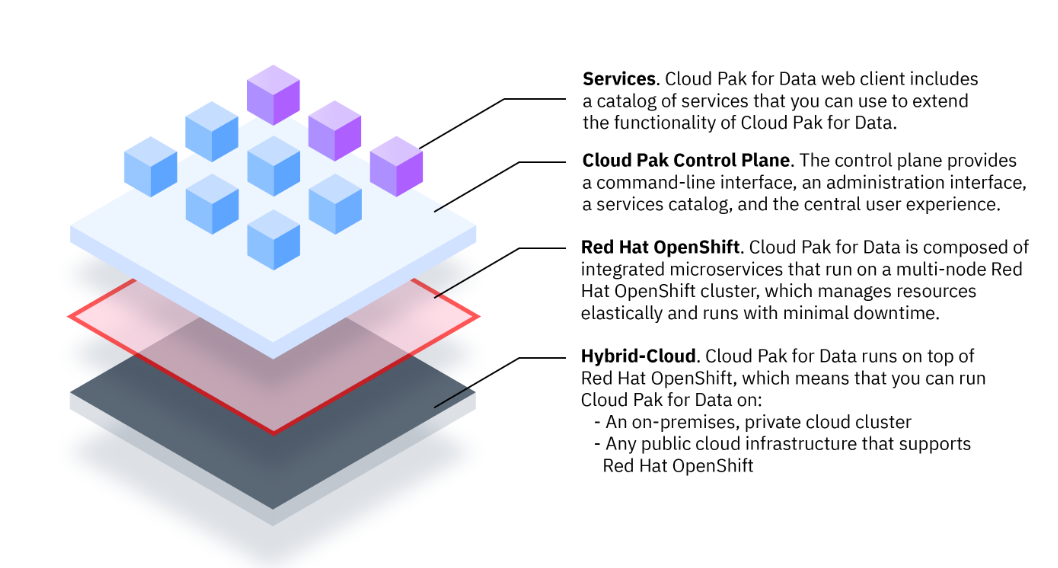 Services. Cloud Pak for Data web client includes
a catalog of services that you can use to extend
the functionality of Cloud Pak for Data.
Cloud Pak Control Plane. The control plane provides
a command-line interface, an administration interface,
a services catalog, and the central user experience.
Red Hat OpenShift. Cloud Pak for Data is composed of
integrated microservices that run on a multi-node Red
Hat OpenShift cluster, which manages resources
elastically and runs with minimal downtime.
Hybrid-Cloud. Cloud Pak for Data runs on top of
Red Hat OpenShift, which means that you can run
Cloud Pak for Data on:
- An on-premises, private cloud cluster
- Any public cloud infrastructure that supports
Red Hat OpenShift